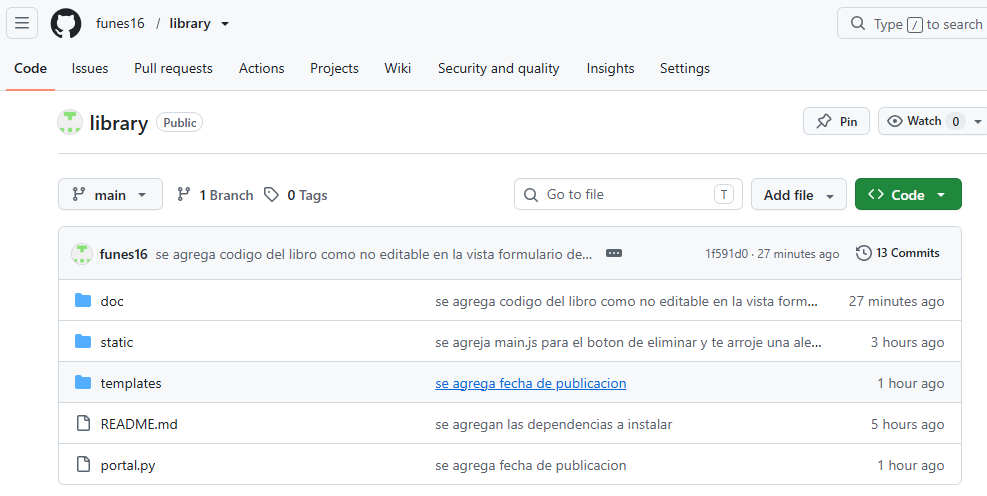 funes16 / library
Type / to search
Code Issues Pull requests Actions Projects Wiki Security and quality Insights Settings
library Public
Pin Watch 0
main 1 Branch 0 Tags Go to file T Add file Code
funes16 se agrega codigo del libro como no editable en la vista formulario de... 1f591d0 · 27 minutes ago 13 Commits
doc se agrega codigo del libro como no editable en la vista form... 27 minutes ago
static se agreja main.js para el boton de eliminar y te arroje una ale... 3 hours ago
templates se agrega fecha de publicacion 1 hour ago
README.md se agregan las dependencias a instalar 5 hours ago
portal.py se agrega fecha de publicacion 1 hour ago